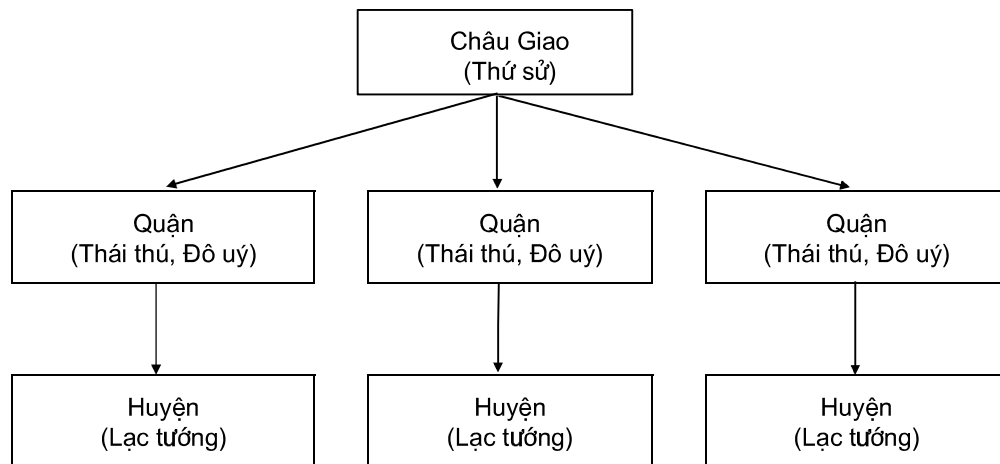 Châu Giao
(Thứ sử)
Quận
(Thái thú, Đô uý)
Quận
(Thái thú, Đô uý)
Quận
(Thái thú, Đô uý)
Huyện
(Lạc tướng)
Huyện
(Lạc tướng)
Huyện
(Lạc tướng)